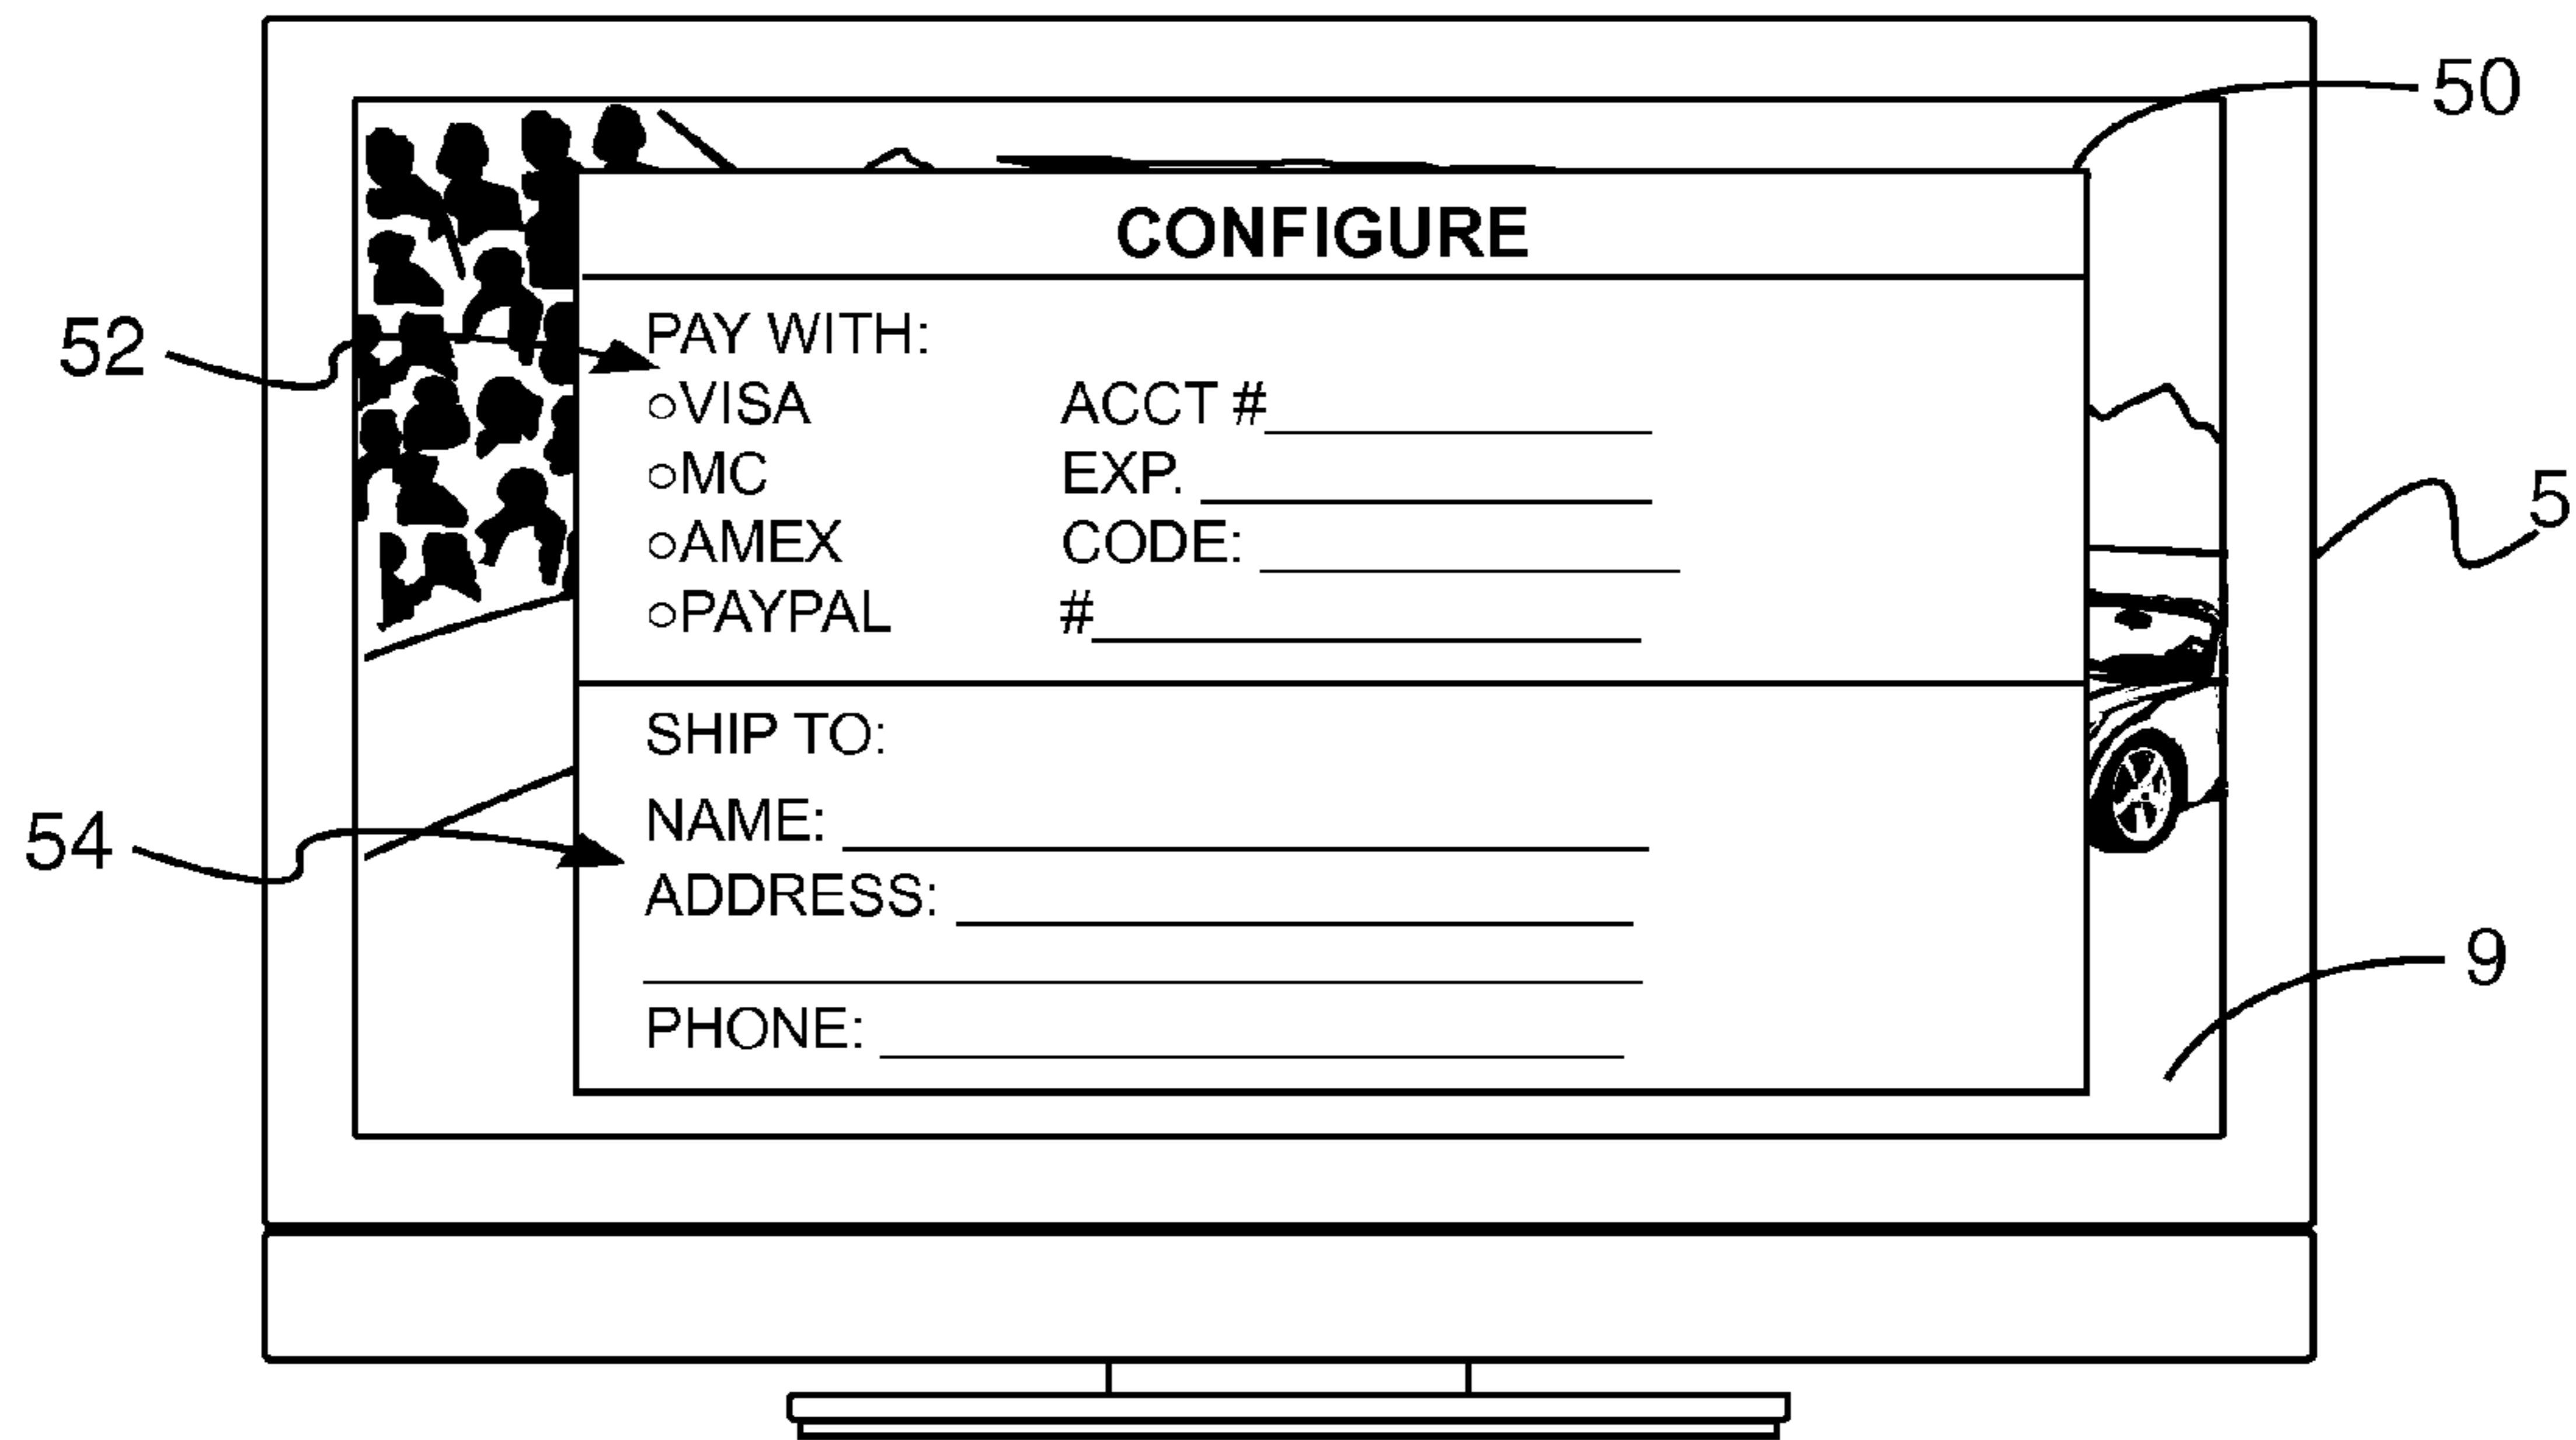 50
CONFIGURE
52
PAY WITH:
○VISA ACCT #
○MC EXP.
5
○AMEX CODE:
○PAYPAL #
SHIP TO:
54
NAME:
ADDRESS:
9
PHONE: